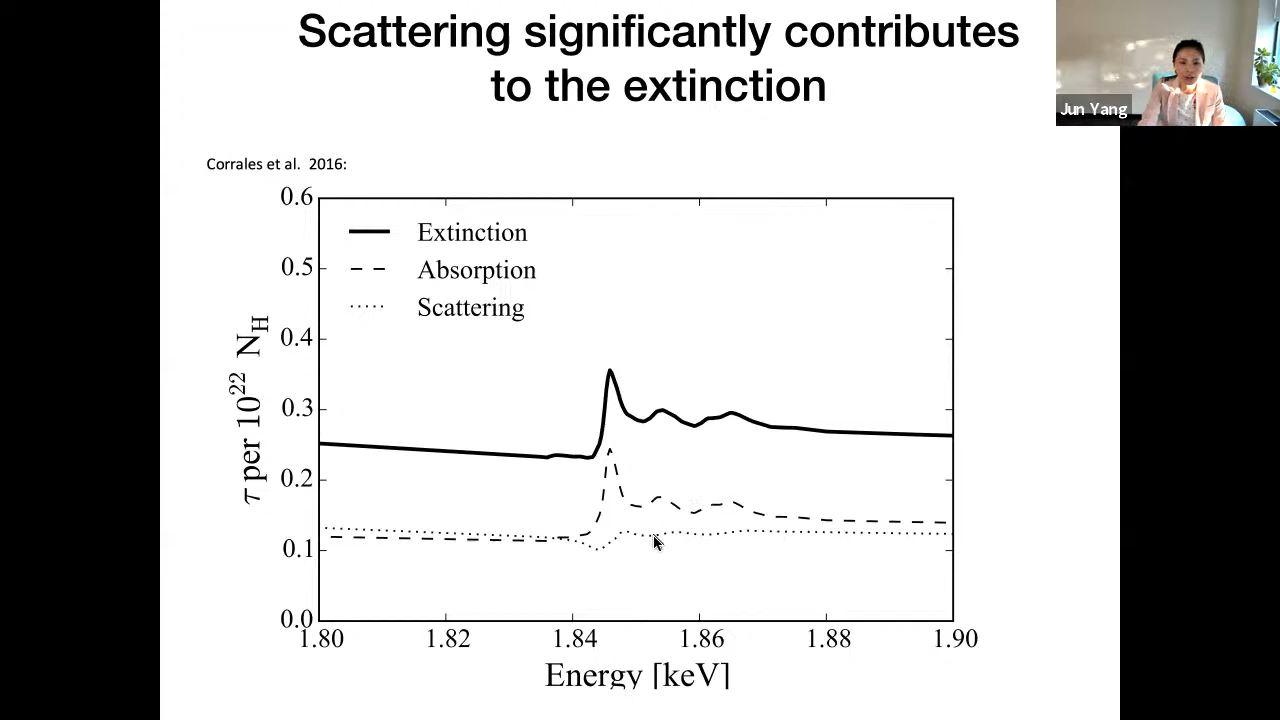 Scattering significantly contributes
to the extinction
Jun Yang
Corrales et al. 2016:
0.6
0.5
0.4
0.3
0.2
0.1
0.0
τ per 10²² N_H
Extinction
Absorption
Scattering
1.80 1.82 1.84 1.86 1.88 1.90
Energy [keV]